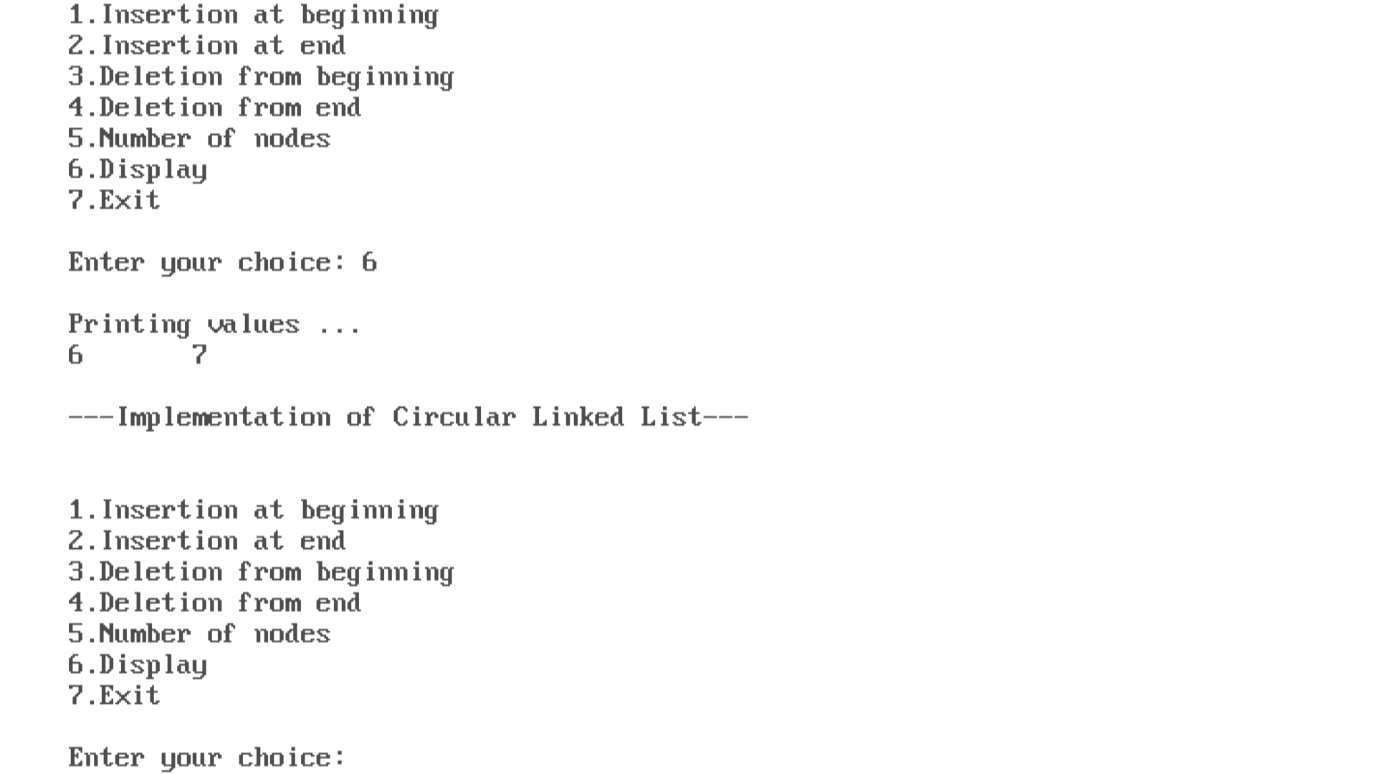 1.Insertion at beginning
2.Insertion at end
3.Deletion from beginning
4.Deletion from end
5.Number of nodes
6.Display
7.Exit
Enter your choice: 6
Printing values ...
6 7
---Implementation of Circular Linked List---
1.Insertion at beginning
2.Insertion at end
3.Deletion from beginning
4.Deletion from end
5.Number of nodes
6.Display
7.Exit
Enter your choice: